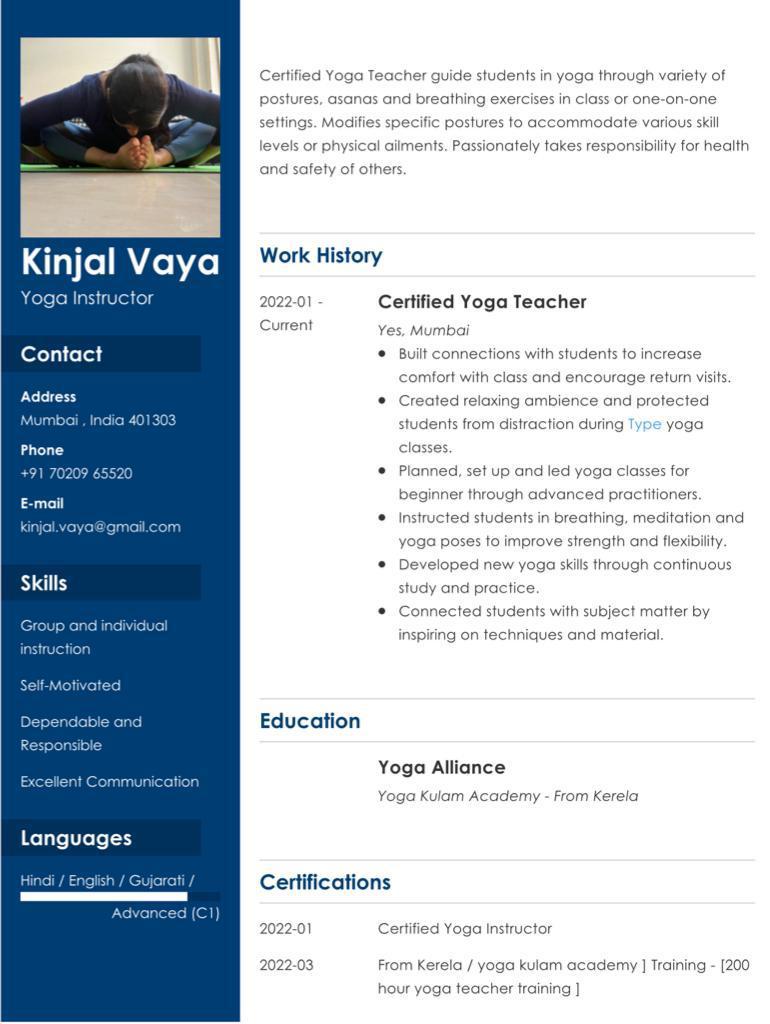 Kinjal Vaya
Yoga Instructor
Contact
Address
Mumbai , India 401303
Phone
+91 70209 65520
E-mail
kinjal.vaya@gmail.com
Skills
Group and individual
instruction
Self-Motivated
Dependable and
Responsible
Excellent Communication
Languages
Hindi / English / Gujarati /
Advanced (C1)
Certified Yoga Teacher guide students in yoga through variety of
postures, asanas and breathing exercises in class or one-on-one
settings. Modifies specific postures to accommodate various skill
levels or physical ailments. Passionately takes responsibility for health
and safety of others.
Work History
2022-01 -
Current
Certified Yoga Teacher
Yes, Mumbai
• Built connections with students to increase
comfort with class and encourage return visits.
• Created relaxing ambience and protected
students from distraction during Type yoga
classes.
• Planned, set up and led yoga classes for
beginner through advanced practitioners.
• Instructed students in breathing, meditation and
yoga poses to improve strength and flexibility.
• Developed new yoga skills through continuous
study and practice.
• Connected students with subject matter by
inspiring on techniques and material.
Education
Yoga Alliance
Yoga Kulam Academy - From Kerela
Certifications
2022-01 Certified Yoga Instructor
2022-03 From Kerela / yoga kulam academy ] Training - [200
hour yoga teacher training ]